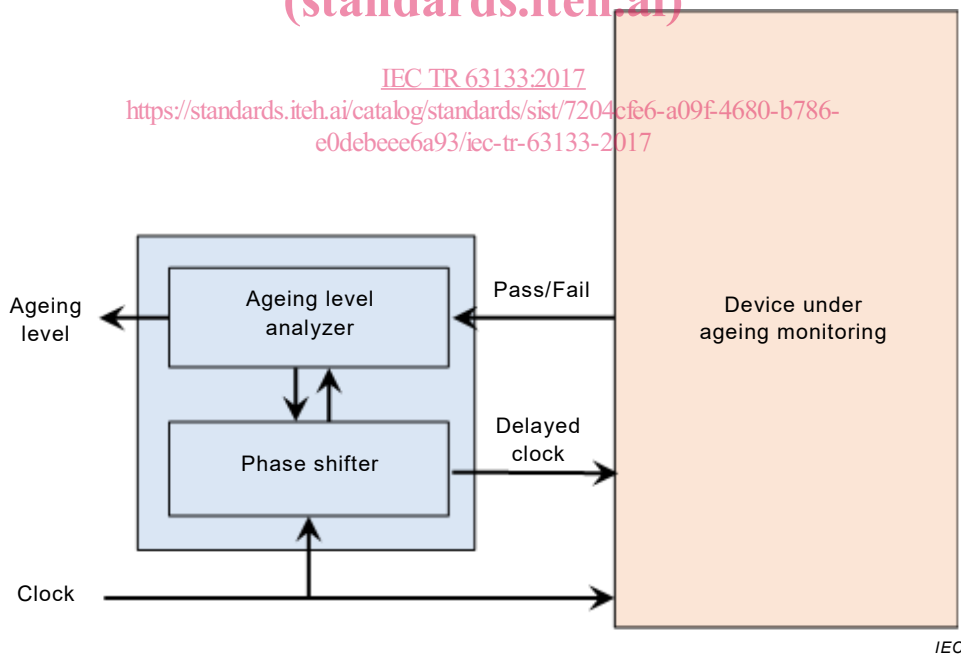 (standards.iteh.ai)
IEC TR 63133:2017
https://standards.iteh.ai/catalog/standards/sist/7204cfe6-a09f-4680-b786-
e0debeee6a93/iec-tr-63133-2017
Ageing level
analyzer
Pass/Fail
Device under
ageing monitoring
Ageing
level
Delayed
clock
Phase shifter
Clock
IEC